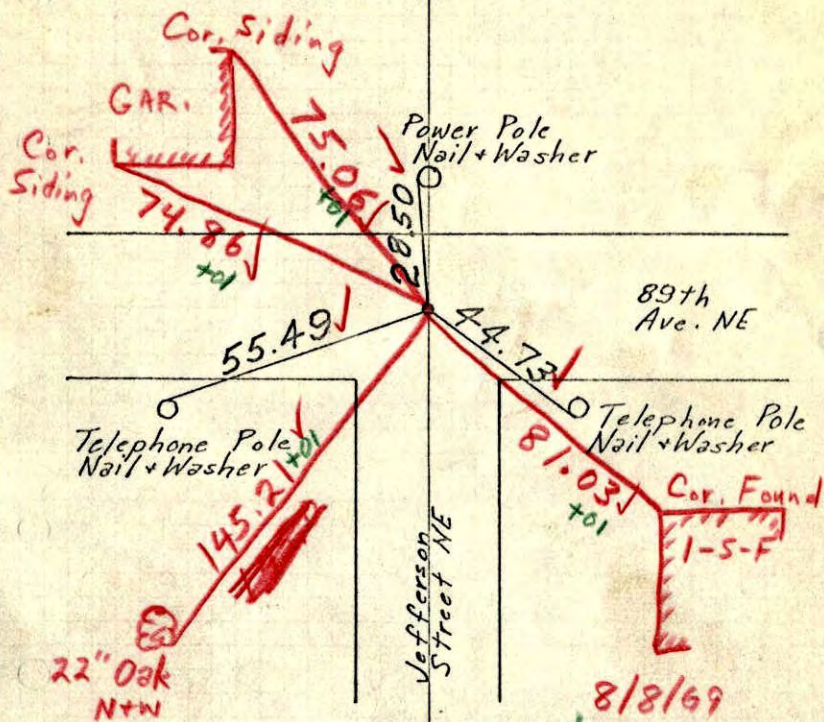 Cor. Siding
GAR.
Cor.
Siding
75.06
+01
Power Pole
Nail + Washer
28.50
74.86
+01
89th
Ave. NE
55.49
44.73
Telephone Pole
Nail + Washer
Telephone Pole
Nail + Washer
145.21
+01
81.03
+01
Cor. Found
1-S-F
Jefferson
Street NE
22" Oak
N+W
8/8/69